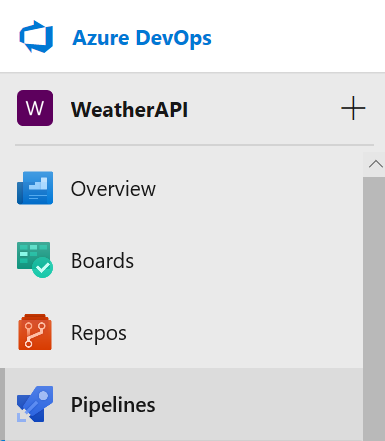 Azure DevOps
W WeatherAPI
Overview
Boards
Repos
Pipelines